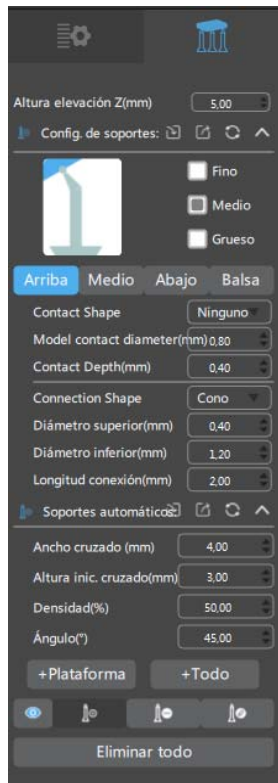 Altura elevación Z(mm) 5,00
Config. de soportes:
Fino
Medio
Grueso
Arriba Medio Abajo Balsa
Contact Shape Ninguno
Model contact diameter(mm) 0,80
Contact Depth(mm) 0,40
Connection Shape Cono
Diámetro superior(mm) 0,40
Diámetro inferior(mm) 1,20
Longitud conexión(mm) 2,00
Soportes automáticos:
Ancho cruzado (mm) 4,00
Altura inic. cruzado(mm) 3,00
Densidad(%) 50,00
Ángulo(°) 45,00
+Plataforma +Todo
Eliminar todo